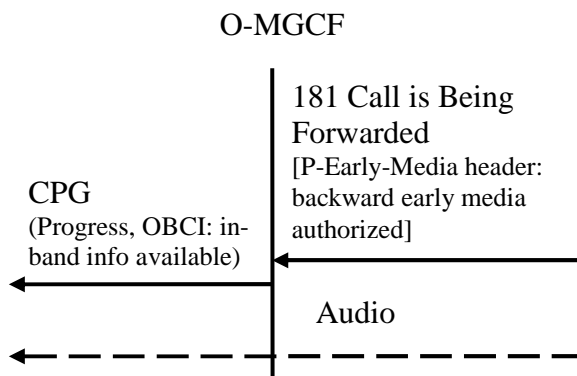 O-MGCF
181 Call is Being
Forwarded
[P-Early-Media header:
backward early media
authorized]
CPG
(Progress, OBCI: in-
band info available)
Audio